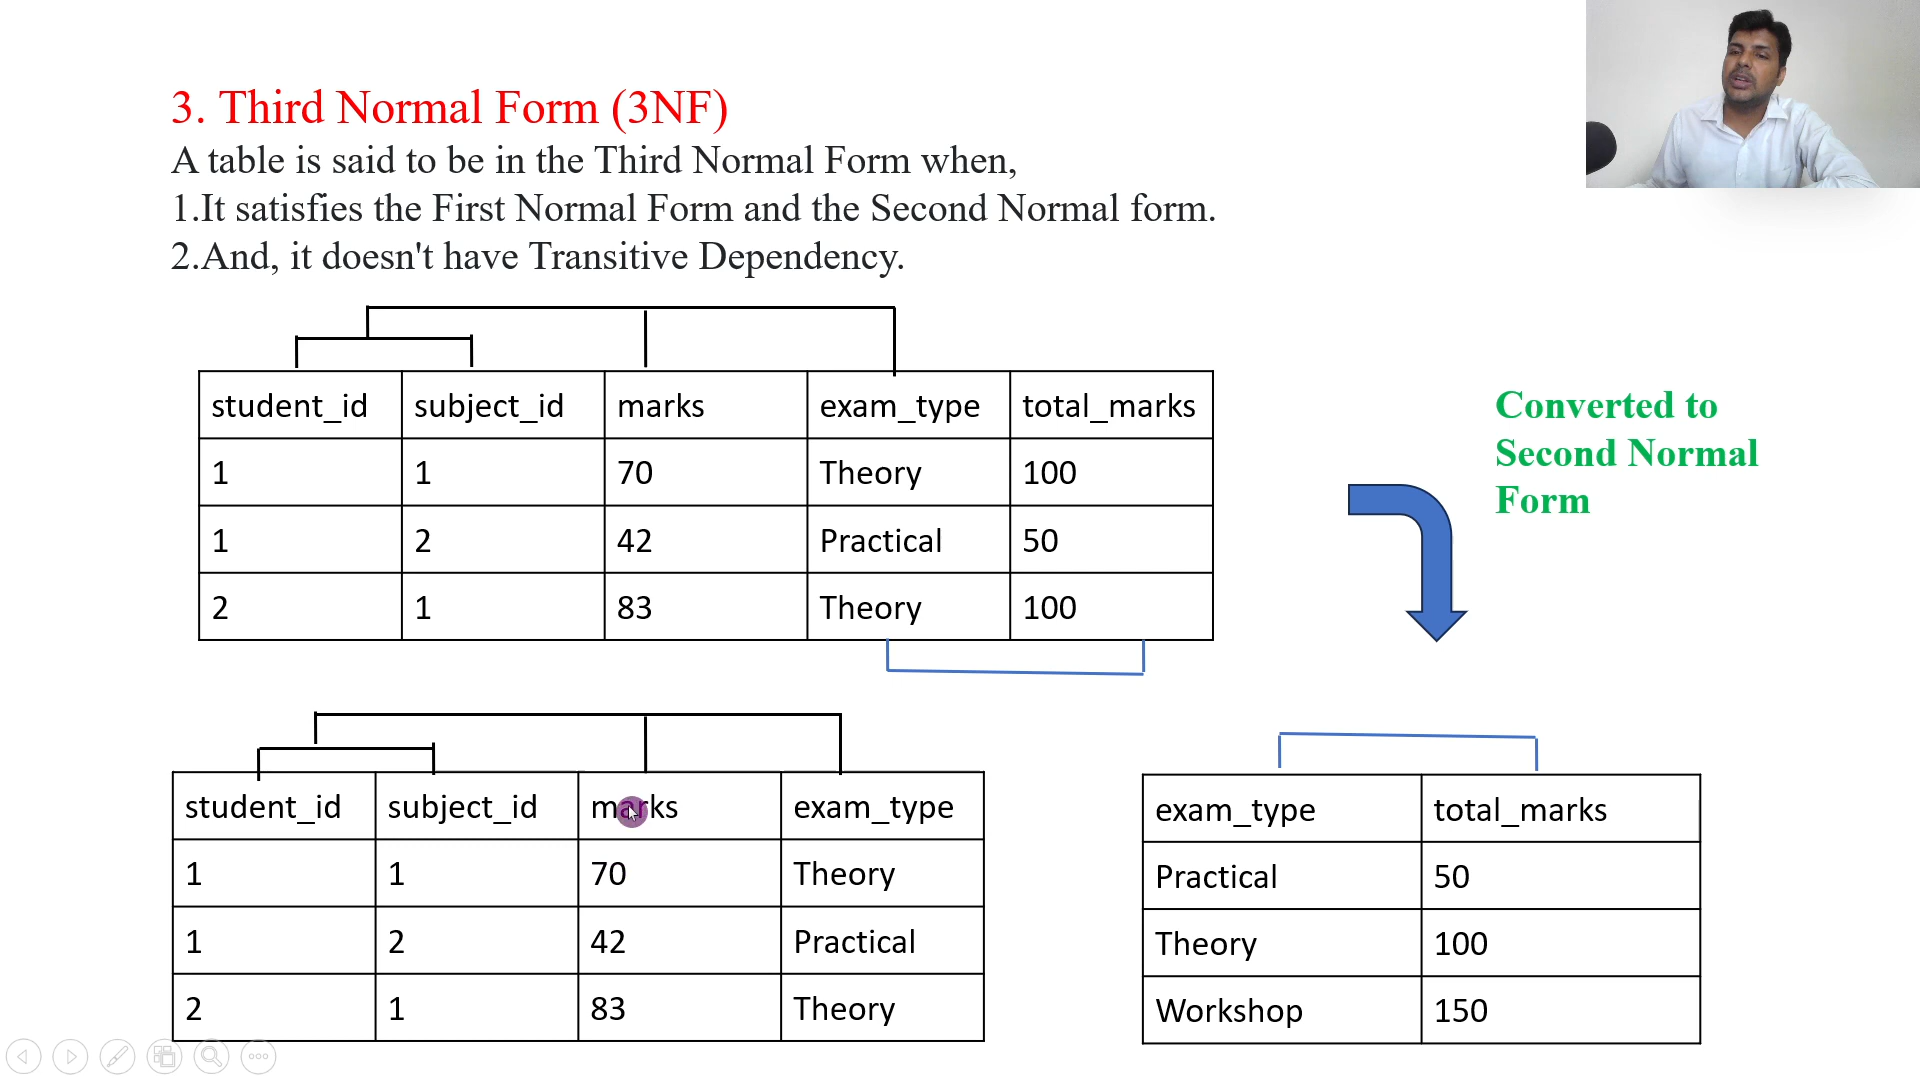 3. Third Normal Form (3NF)
A table is said to be in the Third Normal Form when,
1.It satisfies the First Normal Form and the Second Normal form.
2.And, it doesn't have Transitive Dependency.
student_id subject_id marks exam_type total_marks
1 1 70 Theory 100
1 2 42 Practical 50
2 1 83 Theory 100
Converted to
Second Normal
Form
student_id subject_id marks exam_type
1 1 70 Theory
1 2 42 Practical
2 1 83 Theory
exam_type total_marks
Practical 50
Theory 100
Workshop 150